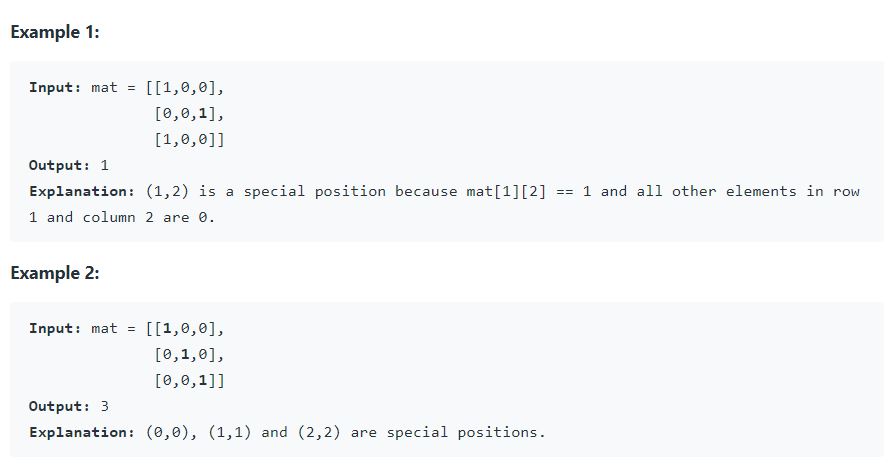 Example 1:
Input: mat = [[1,0,0],
[0,0,1],
[1,0,0]]
Output: 1
Explanation: (1,2) is a special position because mat[1][2] == 1 and all other elements in row
1 and column 2 are 0.
Example 2:
Input: mat = [[1,0,0],
[0,1,0],
[0,0,1]]
Output: 3
Explanation: (0,0), (1,1) and (2,2) are special positions.